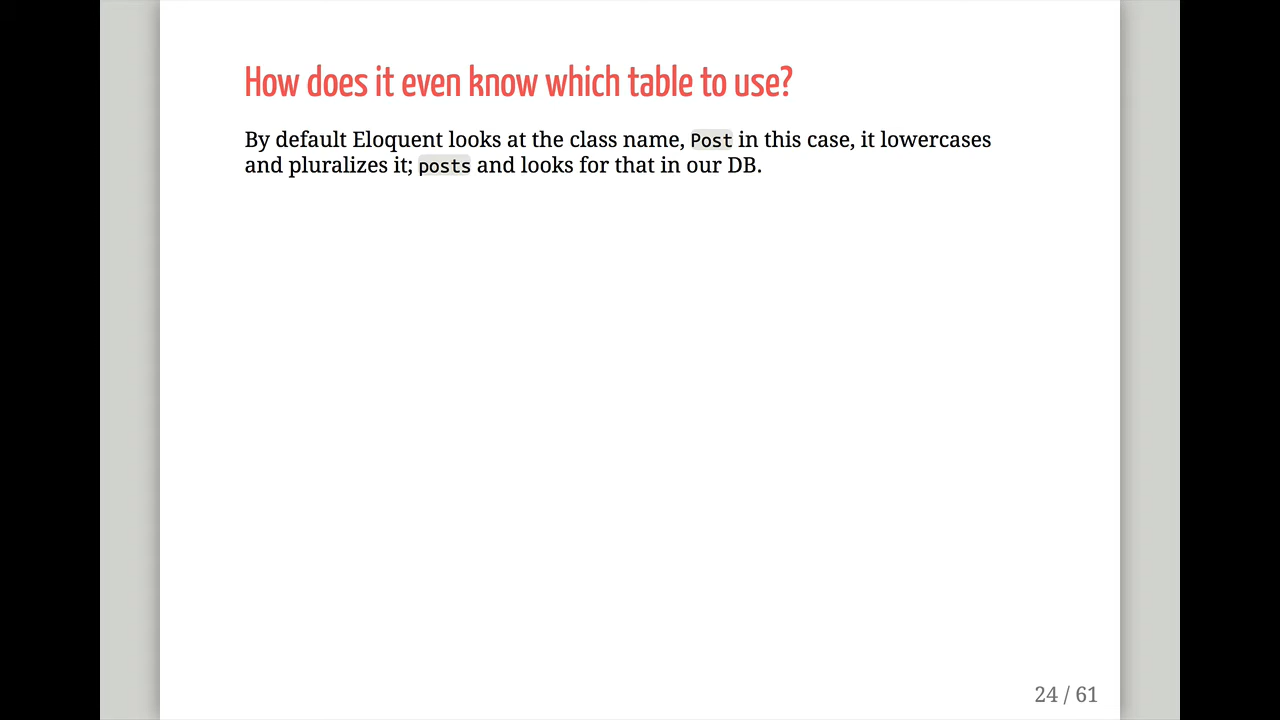 How does it even know which table to use?
By default Eloquent looks at the class name, Post in this case, it lowercases
and pluralizes it; posts and looks for that in our DB.
24 / 61